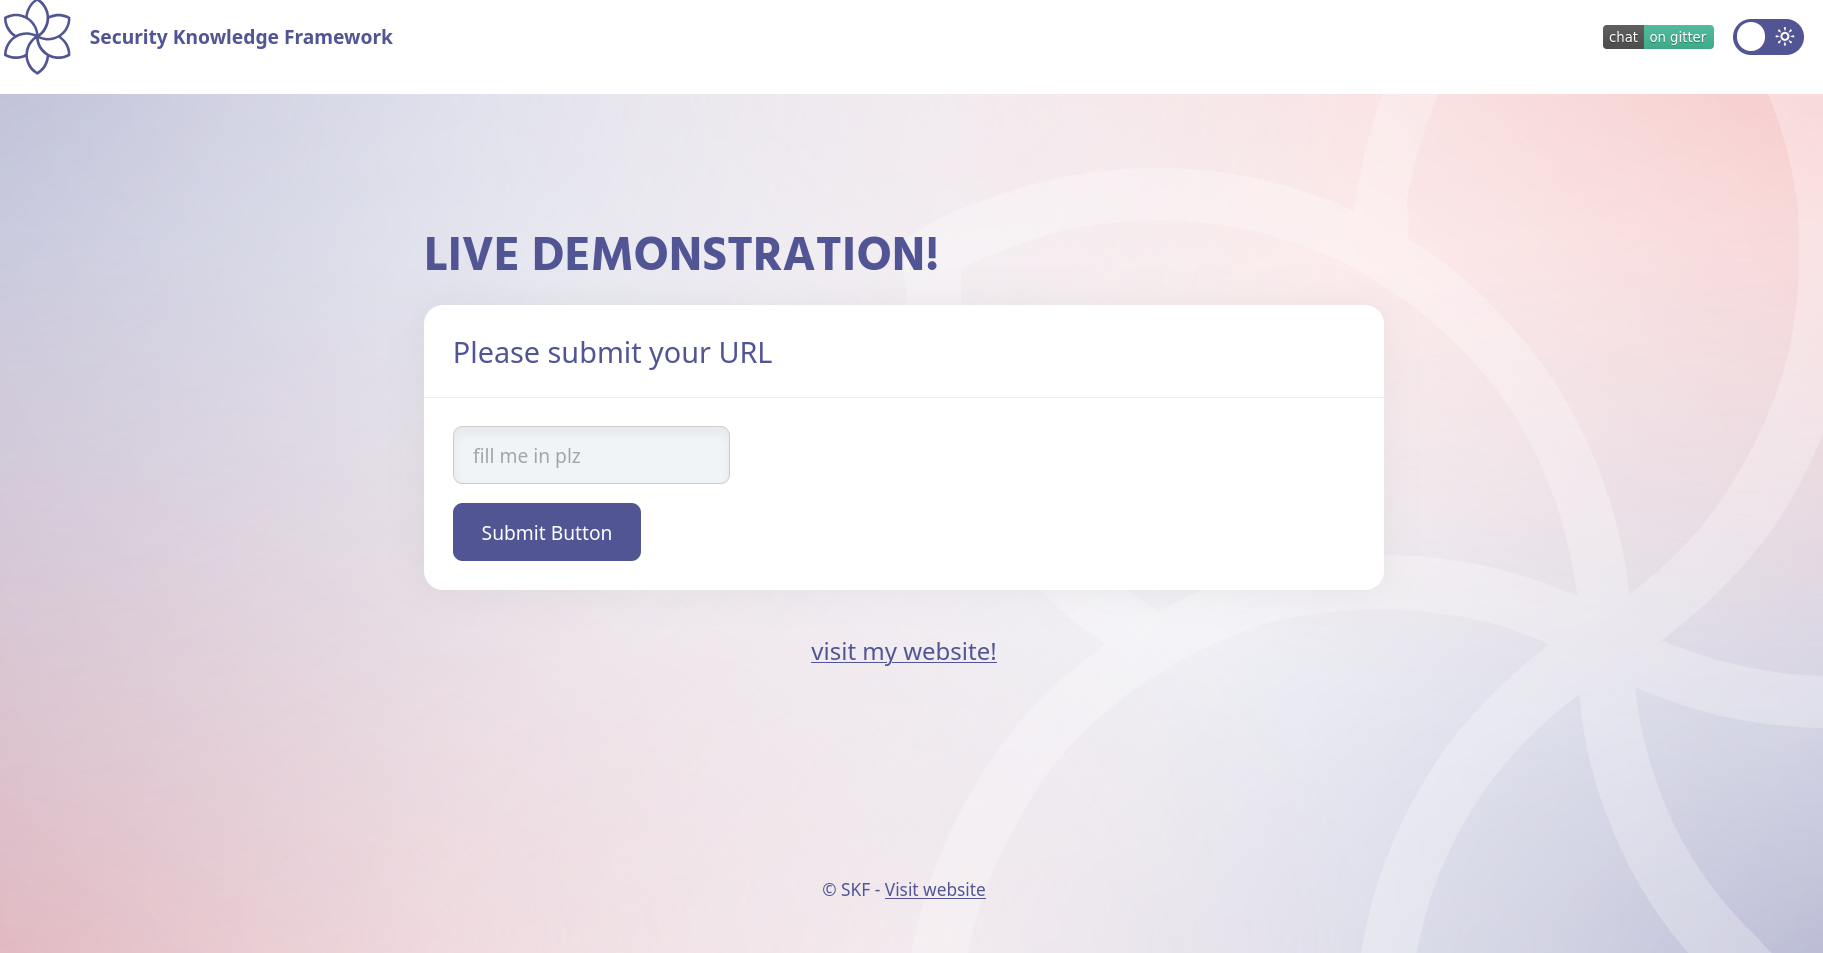 Security Knowledge Framework
chat on gitter
LIVE DEMONSTRATION!
Please submit your URL
fill me in plz
Submit Button
visit my website!
© SKF - Visit website